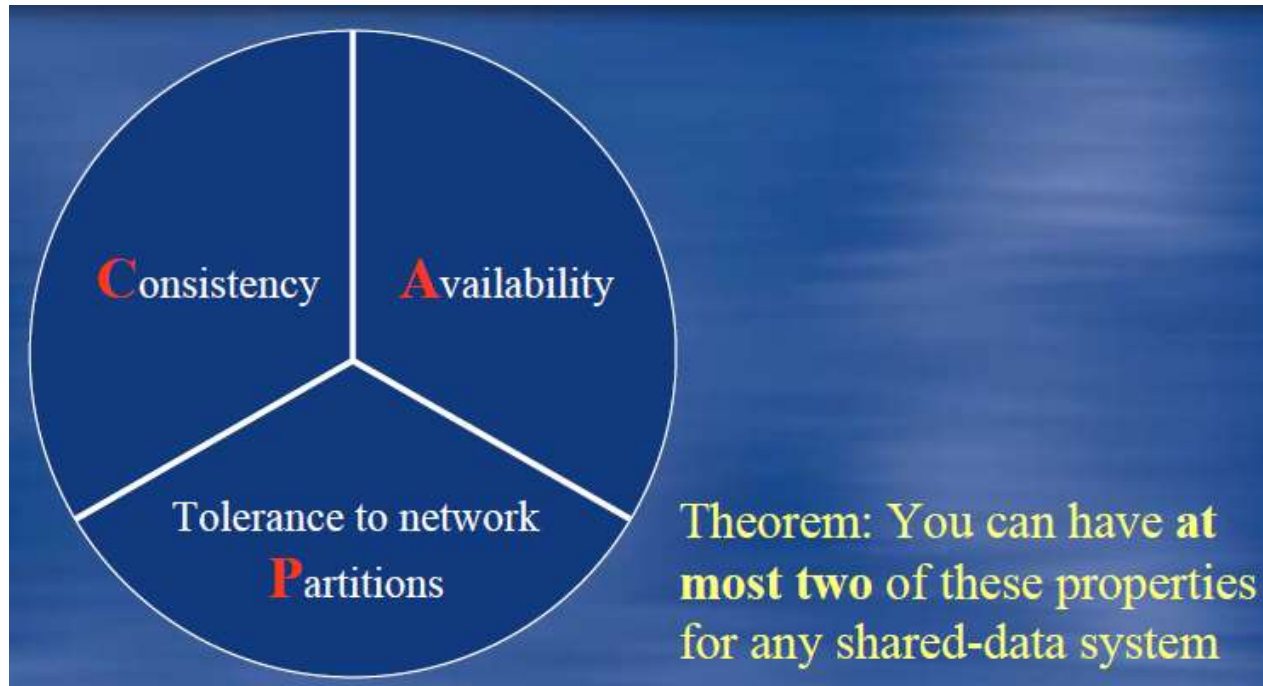 Consistency
Availability
Tolerance to network
Partitions
Theorem: You can have at
most two of these properties
for any shared-data system